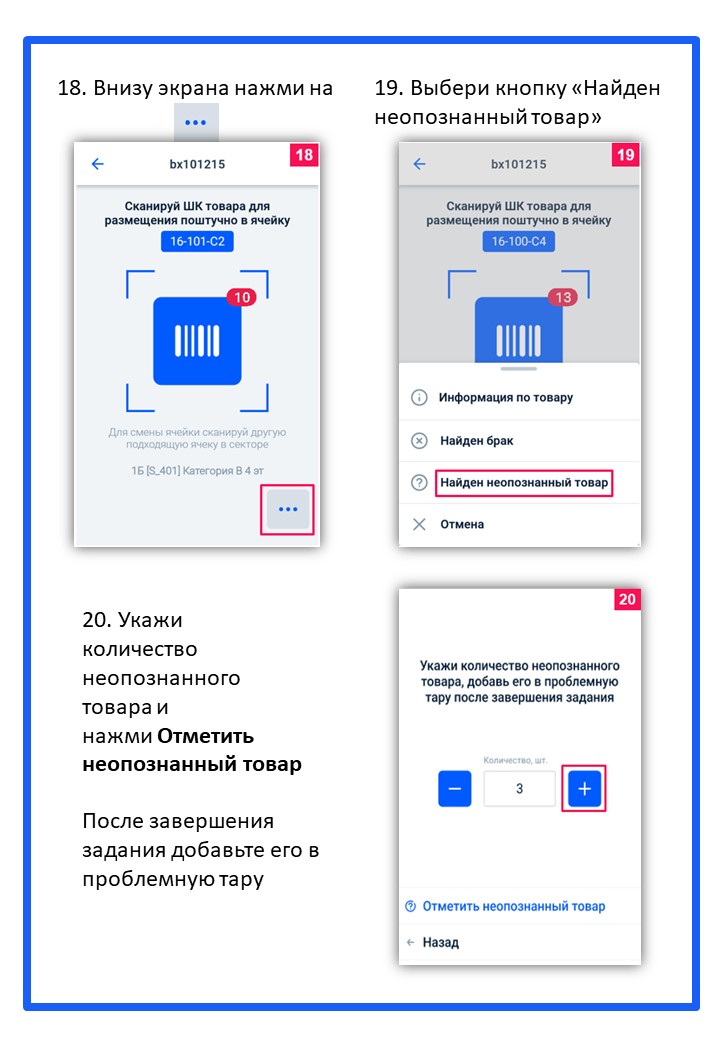 18. Внизу экрана нажми на
•••
18
bx101215
Сканируй ШК товара для
размещения поштучно в ячейку
16-101-C2
10
Для смены ячейки сканируй другую
подходящую ячеку в секторе
1Б [S_401] Категория B 4 эт
•••
19. Выбери кнопку «Найден
неопознанный товар»
19
bx101215
Сканируй ШК товара для
размещения поштучно в ячейку
16-100-C4
13
Информация по товару
Найден брак
Найден неопознанный товар
Отмена
20. Укажи
количество
неопознанного
товара и
нажми Отметить
неопознанный товар
После завершения
задания добавьте его в
проблемную тару
20
Укажи количество неопознанного
товара, добавь его в проблемную
тару после завершения задания
Количество, шт.
− 3 +
Отметить неопознанный товар
Назад